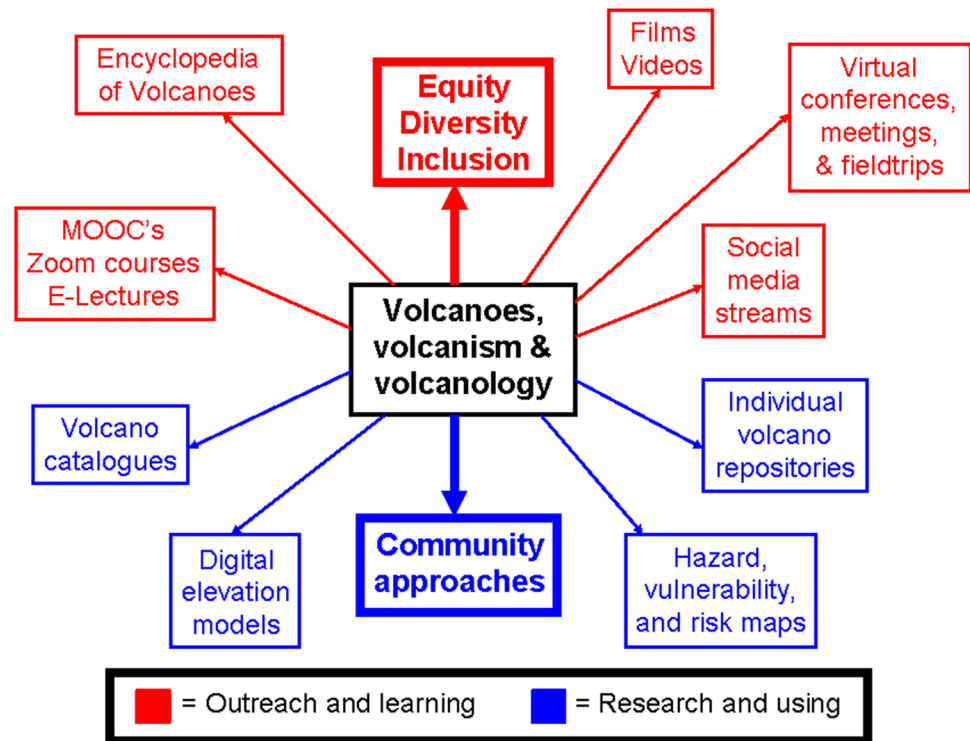 Encyclopedia
of Volcanoes
Equity
Diversity
Inclusion
Films
Videos
Virtual
conferences,
meetings,
& fieldtrips
MOOC's
Zoom courses
E-Lectures
Volcanoes,
volcanism &
volcanology
Social
media
streams
Volcano
catalogues
Individual
volcano
repositories
Digital
elevation
models
Community
approaches
Hazard,
vulnerability,
and risk maps
= Outreach and learning
= Research and using